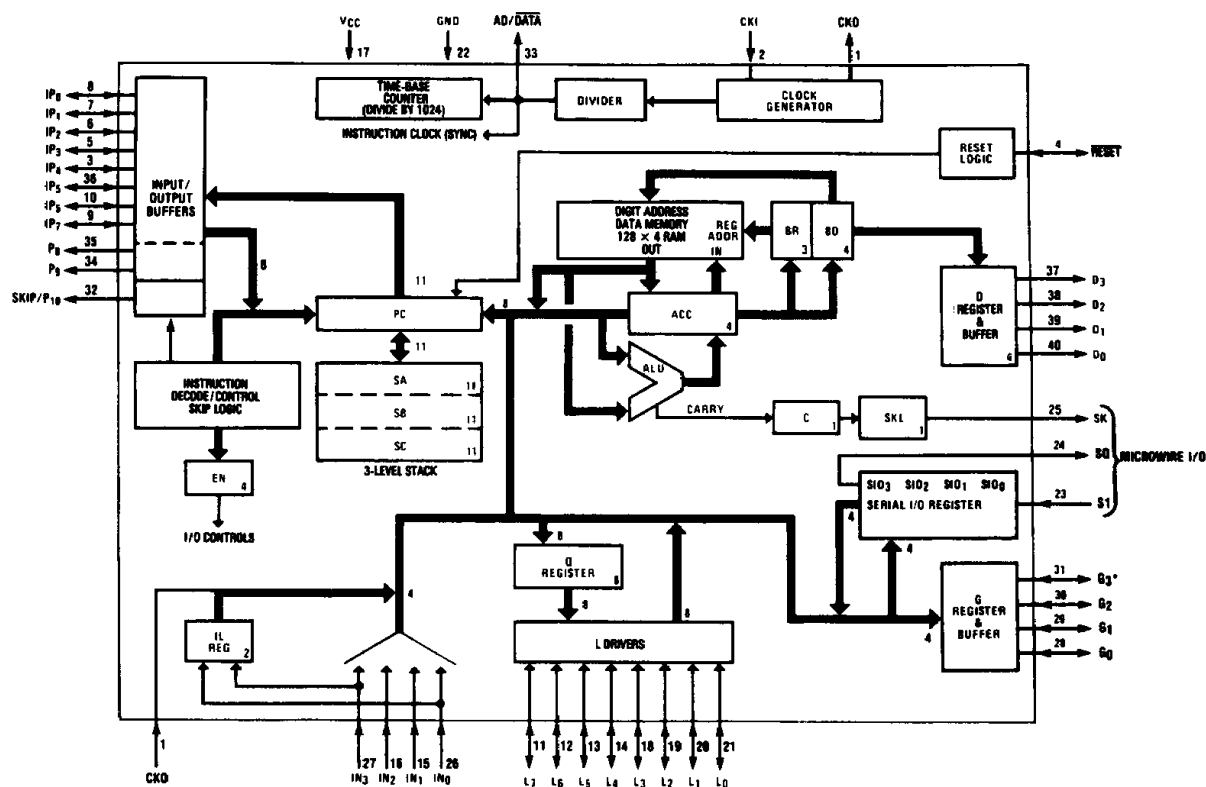 VCC
GND
AD/DATA
CKI
CKO
17
22
33
2
1
TIME-BASE
COUNTER
(DIVIDE BY 1024)
DIVIDER
CLOCK
GENERATOR
INSTRUCTION CLOCK (SYNC)
RESET
LOGIC
4
RESET
IP0
8
IP1
7
IP2
6
IP3
5
IP4
3
IP5
36
IP5
10
IP7
9
P8
35
P9
34
SKIP/P10
32
INPUT/
OUTPUT
BUFFERS
8
11
PC
8
11
DIGIT ADDRESS
DATA MEMORY
128 × 4 RAM
OUT
REG
ADDR
IN
BR
3
BD
4
ACC
4
ALU
D
REGISTER
&
BUFFER
37
D3
38
D2
39
D1
40
D0
INSTRUCTION
DECODE/CONTROL
SKIP LOGIC
SA
SB
SC
11
3-LEVEL STACK
EN
4
I/O CONTROLS
CARRY
C
1
SKL
1
25
SK
24
SO
23
SI
MICROWIRE I/O
SIO3 SIO2 SIO1 SIO0
SERIAL I/O REGISTER
4
4
8
Q
REGISTER
8
8
8
L DRIVERS
4
G
REGISTER
&
BUFFER
31
G3*
30
G2
29
G1
28
G0
IL
REG
2
4
1
27
16
15
26
11
12
13
14
18
19
20
21
CKO
IN3
IN2
IN1
IN0
L7
L6
L5
L4
L3
L2
L1
L0